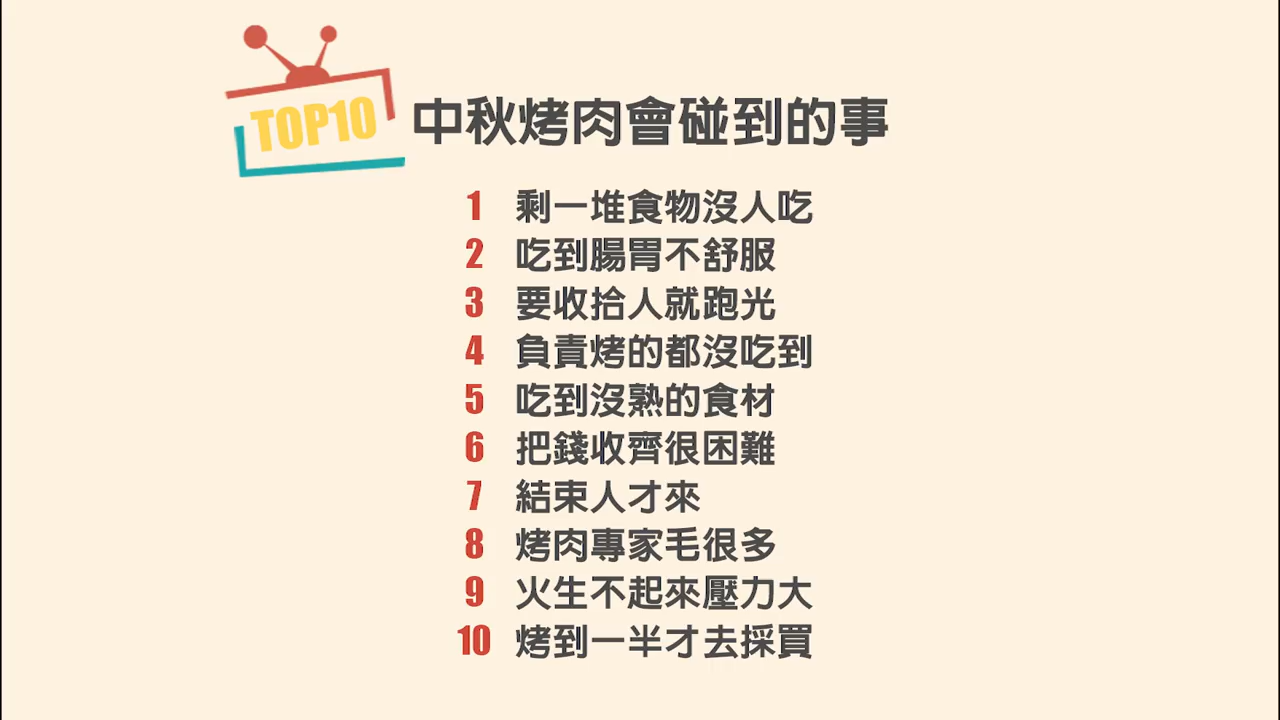 TOP10 中秋烤肉會碰到的事
1 剩一堆食物沒人吃
2 吃到腸胃不舒服
3 要收拾人就跑光
4 負責烤的都沒吃到
5 吃到沒熟的食材
6 把錢收齊很困難
7 結束人才來
8 烤肉專家毛很多
9 火生不起來壓力大
10 烤到一半才去採買